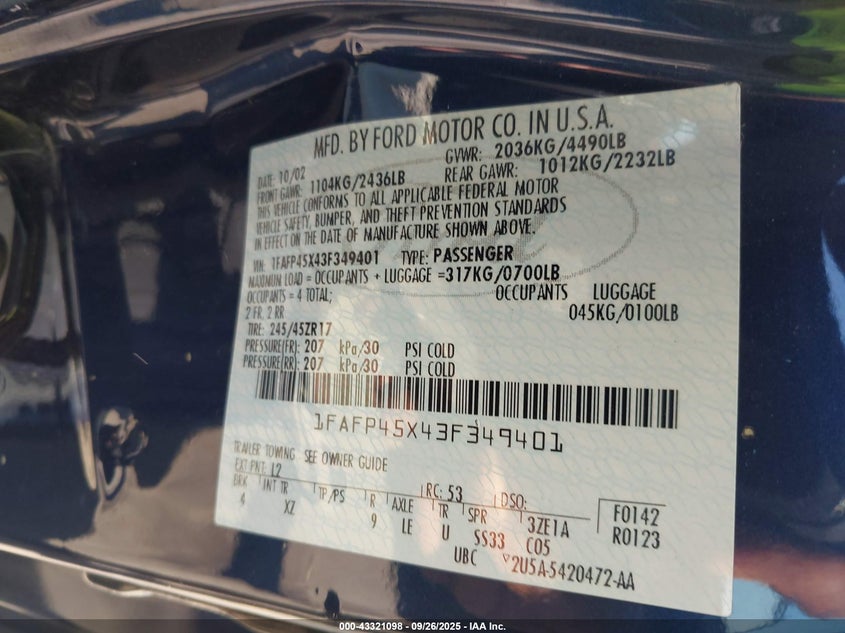 MFD. BY FORD MOTOR CO. IN U.S.A.
DATE: 10/02 GVWR: 2036KG/4490LB
FRONT GAWR: 1104KG/2436LB REAR GAWR: 1012KG/2232LB
THIS VEHICLE CONFORMS TO ALL APPLICABLE FEDERAL MOTOR
VEHICLE SAFETY, BUMPER, AND THEFT PREVENTION STANDARDS
IN EFFECT ON THE DATE OF MANUFACTURE SHOWN ABOVE.
VIN: 1FAFP45X43F349401 TYPE: PASSENGER
MAXIMUM LOAD = OCCUPANTS + LUGGAGE =317KG/0700LB
OCCUPANTS = 4 TOTAL; OCCUPANTS LUGGAGE
2 FR, 2 RR 045KG/0100LB
TIRE: 245/45ZR17
PRESSURE(FR): 207 kPa/30 PSI COLD
PRESSURE(RR): 207 kPa/30 PSI COLD
1FAFP45X43F349401
TRAILER TOWING SEE OWNER GUIDE
EXT PNT: L2 RC: 53 DSO:
BRK INT TR TP/PS R AXLE TR SPR 3ZE1A F0142
4 XZ 9 LE U SS33 C05 R0123
UBC 2U5A-5420472-AA
000-43321098 - 09/26/2025 - IAA Inc.